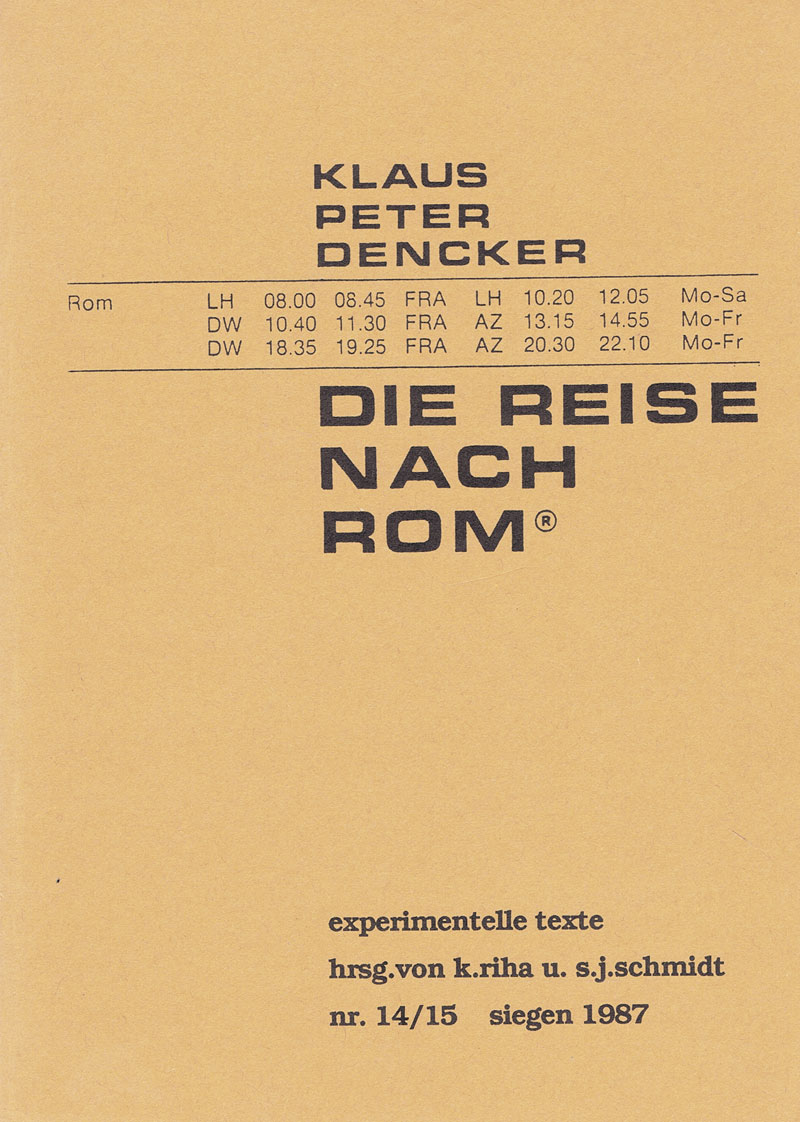 KLAUS
PETER
DENCKER
Rom LH 08.00 08.45 FRA LH 10.20 12.05 Mo-Sa
DW 10.40 11.30 FRA AZ 13.15 14.55 Mo-Fr
DW 18.35 19.25 FRA AZ 20.30 22.10 Mo-Fr
DIE REISE
NACH
ROM®
experimentelle texte
hrsg.von k.riha u. s.j.schmidt
nr. 14/15 siegen 1987